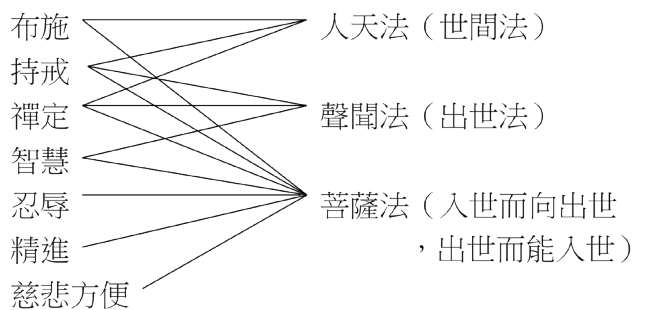 布施
持戒
禪定
智慧
忍辱
精進
慈悲方便
人天法（世間法）
聲聞法（出世法）
菩薩法（入世而向出世
，出世而能入世）